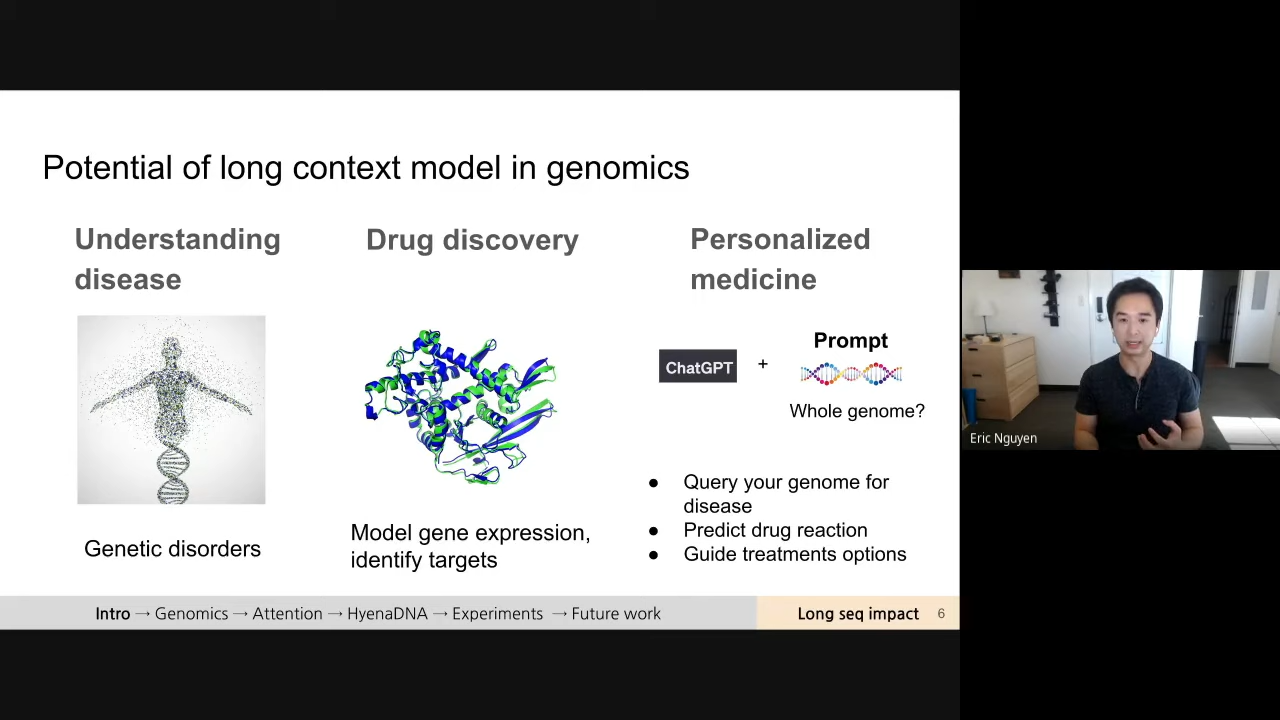 Potential of long context model in genomics
Understanding
disease
Genetic disorders
Drug discovery
Model gene expression,
identify targets
Personalized
medicine
ChatGPT
+
Prompt
Whole genome?
● Query your genome for
disease
● Predict drug reaction
● Guide treatments options
Intro → Genomics → Attention → HyenaDNA → Experiments → Future work
Long seq impact 6
Eric Nguyen